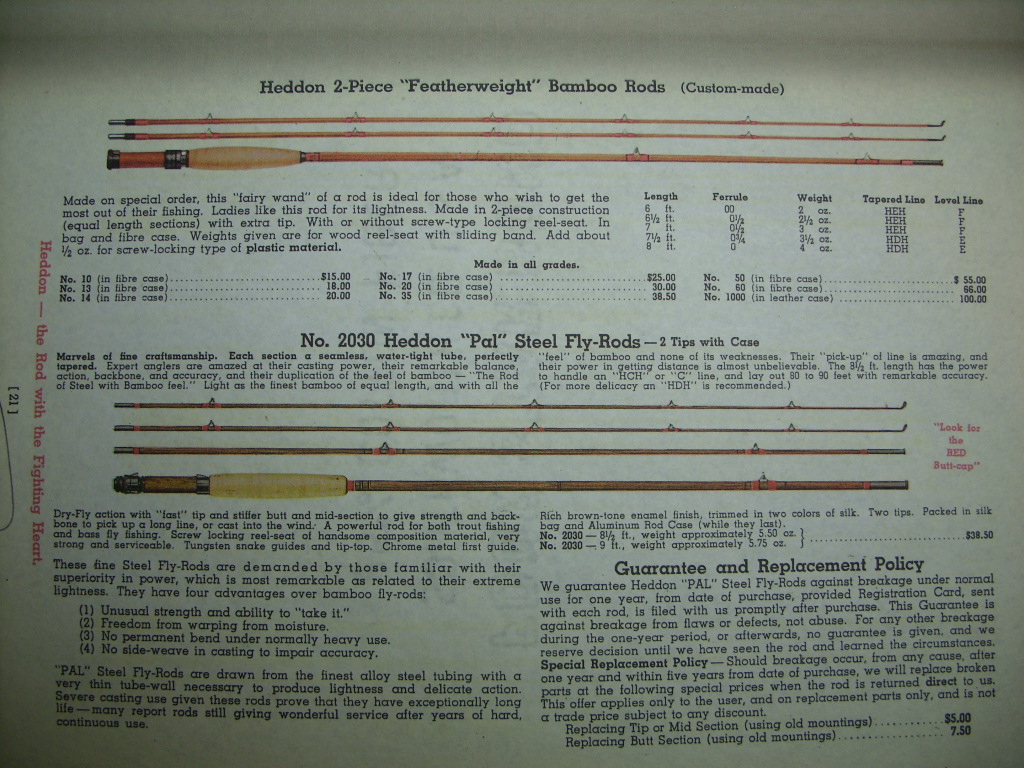 Heddon 2-Piece "Featherweight" Bamboo Rods (Custom-made)
Made on special order, this "fairy wand" of a rod is ideal for those who wish to get the
most out of their fishing. Ladies like this rod for its lightness. Made in 2-piece construction
(equal length sections) with extra tip. With or without screw-type locking reel-seat. In
bag and fibre case. Weights given are for wood reel-seat with sliding band. Add about
½ oz. for screw-locking type of plastic material.
Length Ferrule Weight Tapered Line Level Line
6 ft. 00 2 oz. HEH F
6½ ft. 0½ 2½ oz. HEH F
7 ft. 0½ 3 oz. HEH F
7½ ft. 0¾ 3½ oz. HDH E
8 ft. 0 4 oz. HDH E
Made in all grades.
No. 10 (in fibre case) $15.00 No. 17 (in fibre case) $25.00 No. 50 (in fibre case) $ 55.00
No. 13 (in fibre case) 18.00 No. 20 (in fibre case) 30.00 No. 60 (in fibre case) 66.00
No. 14 (in fibre case) 20.00 No. 35 (in fibre case) 38.50 No. 1000 (in leather case) 100.00
No. 2030 Heddon "Pal" Steel Fly-Rods — 2 Tips with Case
Marvels of fine craftsmanship. Each section a seamless, water-tight tube, perfectly
tapered. Expert anglers are amazed at their casting power, their remarkable balance,
action, backbone, and accuracy, and their duplication of the feel of bamboo — "The Rod
of Steel with Bamboo feel." Light as the finest bamboo of equal length, and with all the
"feel" of bamboo and none of its weaknesses. Their "pick-up" of line is amazing, and
their power in getting distance is almost unbelievable. The 8½ ft. length has the power
to handle an "HCH" or "C" line, and lay out 80 to 90 feet with remarkable accuracy.
(For more delicacy an "HDH" is recommended.)
"Look for
the
RED
Butt-cap"
Dry-Fly action with "fast" tip and stiffer butt and mid-section to give strength and back-
bone to pick up a long line, or cast into the wind. A powerful rod for both trout fishing
and bass fly fishing. Screw locking reel-seat of handsome composition material, very
strong and serviceable. Tungsten snake guides and tip-top. Chrome metal first guide.
Rich brown-tone enamel finish, trimmed in two colors of silk. Two tips. Packed in silk
bag and Aluminum Rod Case (while they last).
No. 2030 — 8½ ft., weight approximately 5.50 oz. }
No. 2030 — 9 ft., weight approximately 5.75 oz. } $38.50
These fine Steel Fly-Rods are demanded by those familiar with their
superiority in power, which is most remarkable as related to their extreme
lightness. They have four advantages over bamboo fly-rods:
(1) Unusual strength and ability to "take it."
(2) Freedom from warping from moisture.
(3) No permanent bend under normally heavy use.
(4) No side-weave in casting to impair accuracy.
"PAL" Steel Fly-Rods are drawn from the finest alloy steel tubing with a
very thin tube-wall necessary to produce lightness and delicate action.
Severe casting use given these rods prove that they have exceptionally long
life — many report rods still giving wonderful service after years of hard,
continuous use.
Guarantee and Replacement Policy
We guarantee Heddon "PAL" Steel Fly-Rods against breakage under normal
use for one year, from date of purchase, provided Registration Card, sent
with each rod, is filed with us promptly after purchase. This Guarantee is
against breakage from flaws or defects, not abuse. For any other breakage
during the one-year period, or afterwards, no guarantee is given, and we
reserve decision until we have seen the rod and learned the circumstances.
Special Replacement Policy — Should breakage occur, from any cause, after
one year and within five years from date of purchase, we will replace broken
parts at the following special prices when the rod is returned direct to us.
This offer applies only to the user, and on replacement parts only, and is not
a trade price subject to any discount.
Replacing Tip or Mid Section (using old mountings) $5.00
Replacing Butt Section (using old mountings) 7.50
Heddon — the Rod with the Fighting Heart.
[21]